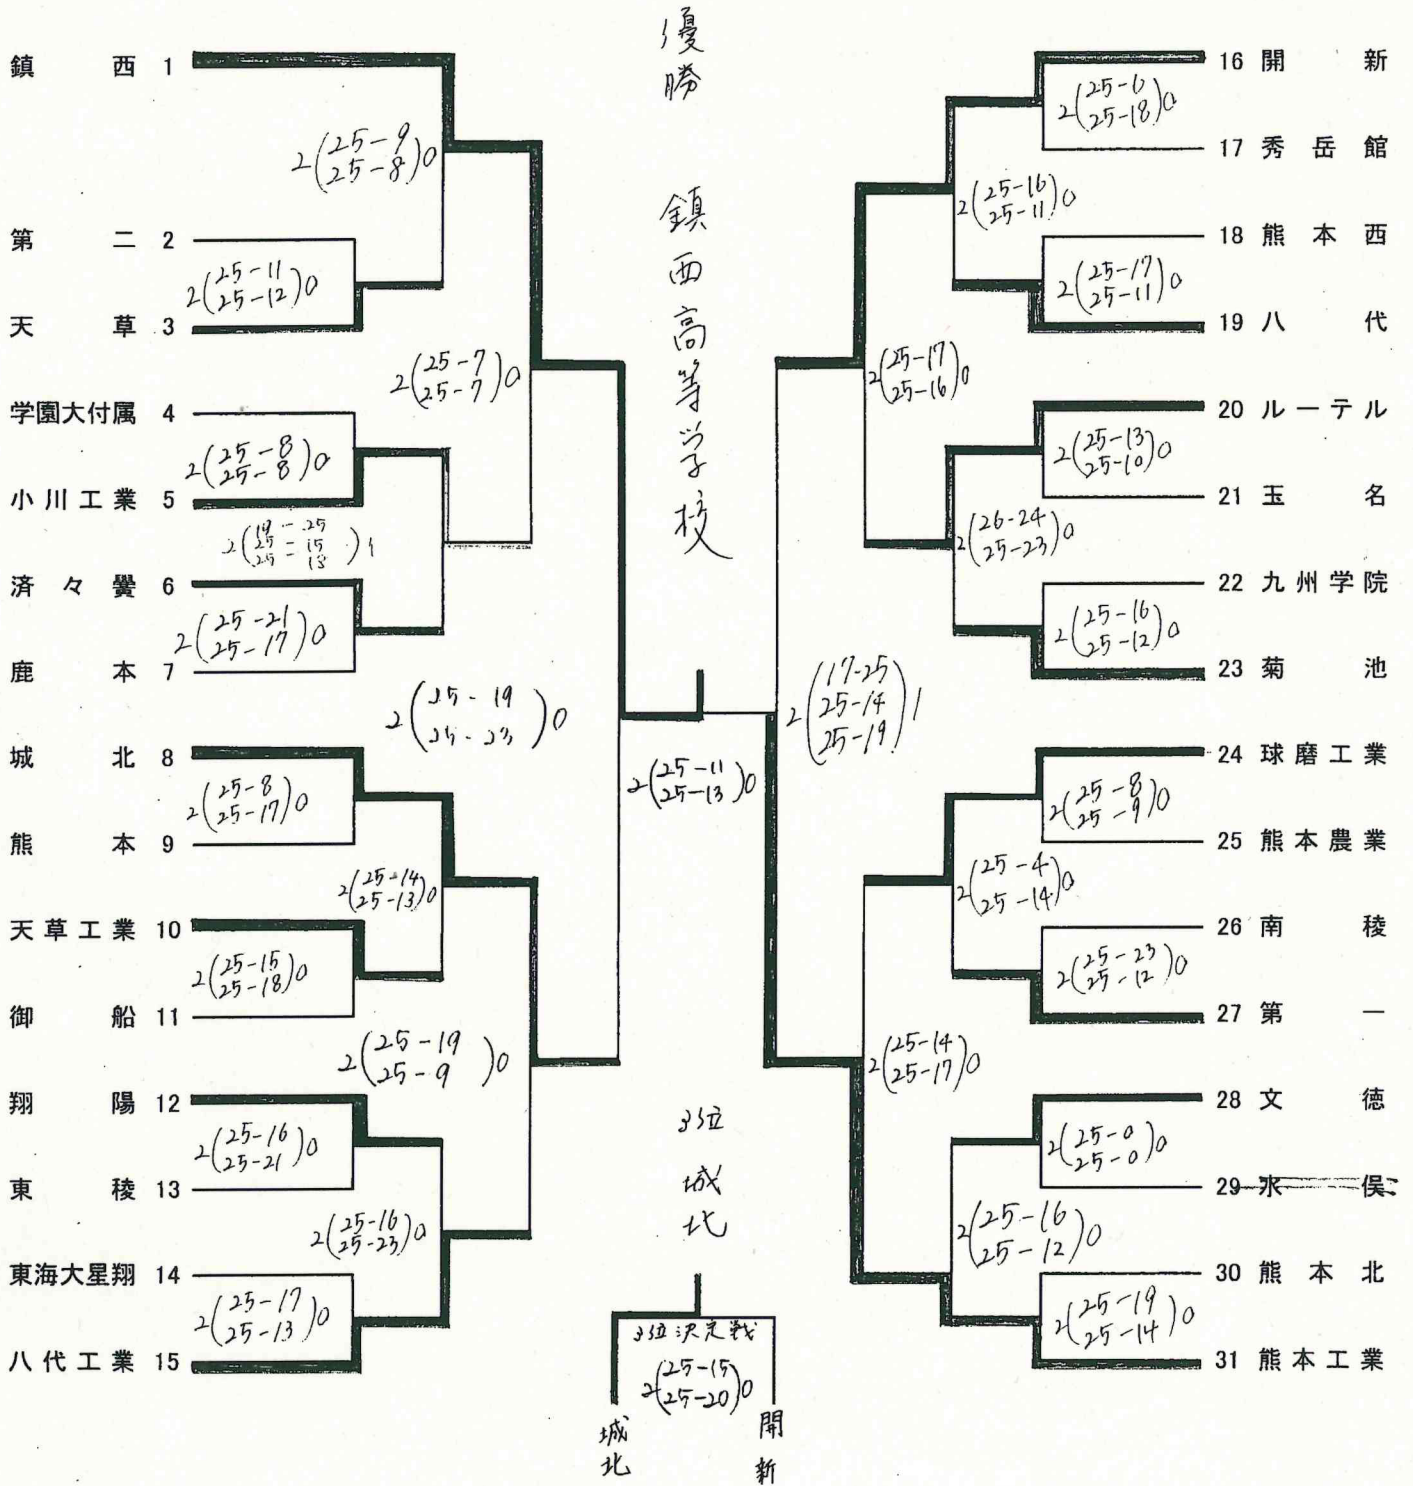 優勝
鎮西高等学校
鎮西 1
2(25-9 25-8)0
第二 2
2(25-11 25-12)0
天草 3
2(25-7 25-7)0
学園大付属 4
2(25-8 25-8)0
小川工業 5
済々黌 6
2(25-21 25-17)0
鹿本 7
2(25-19 25-23)0
城北 8
2(25-8 25-17)0
熊本 9
2(25-14 25-13)0
天草工業 10
2(25-15 25-18)0
御船 11
2(25-19 25-9)0
翔陽 12
2(25-16 25-21)0
東稜 13
2(25-16 25-23)0
東海大星翔 14
2(25-17 25-13)0
八代工業 15
2(25-11 25-13)0
16 開新
2(25-6 25-18)0
17 秀岳館
2(25-16 25-11)0
18 熊本西
2(25-17 25-11)0
19 八代
2(25-17 25-16)0
20 ルーテル
2(25-13 25-10)0
21 玉名
2(26-24 25-23)0
22 九州学院
2(25-16 25-12)0
23 菊池
2(17-25 25-14 25-19)1
24 球磨工業
2(25-8 25-9)0
25 熊本農業
2(25-4 25-14)0
26 南稜
2(25-23 25-12)0
27 第一
2(25-14 25-17)0
28 文徳
2(25-0 25-0)0
29 水俣
2(25-16 25-12)0
30 熊本北
2(25-19 25-14)0
31 熊本工業
3位
城北
3位決定戦
2(25-15 25-20)0
城北
開新